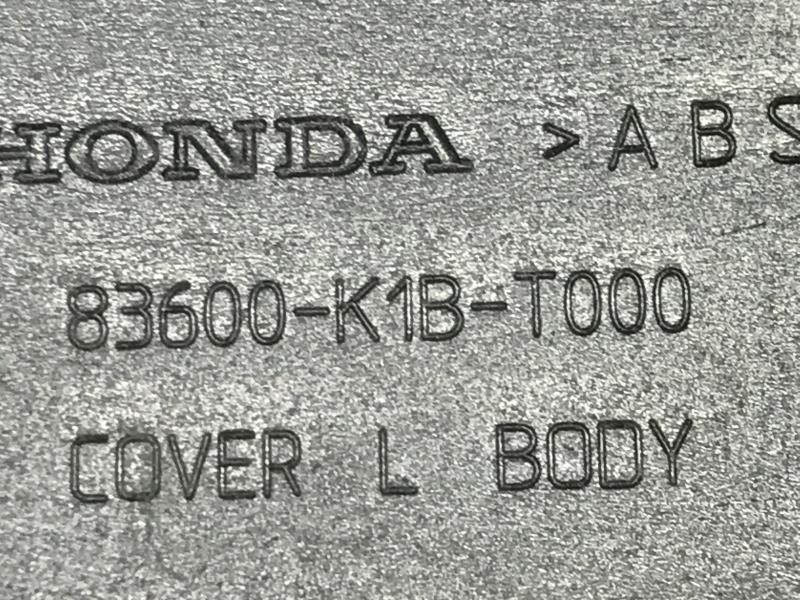 HONDA >ABS
83600-K1B-T000
COVER L BODY